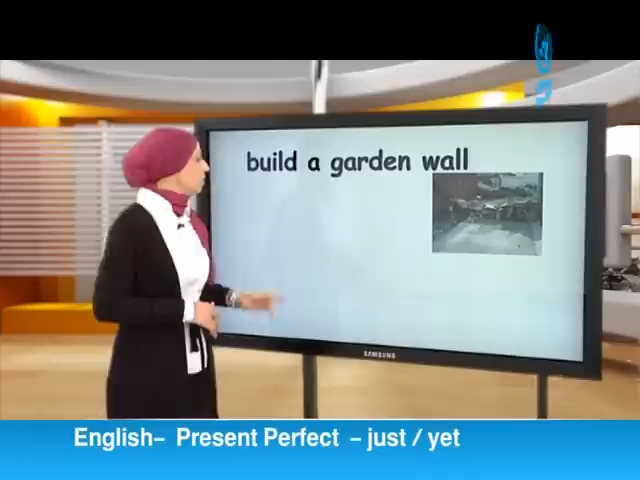 build a garden wall
SAMSUNG
English– Present Perfect – just / yet